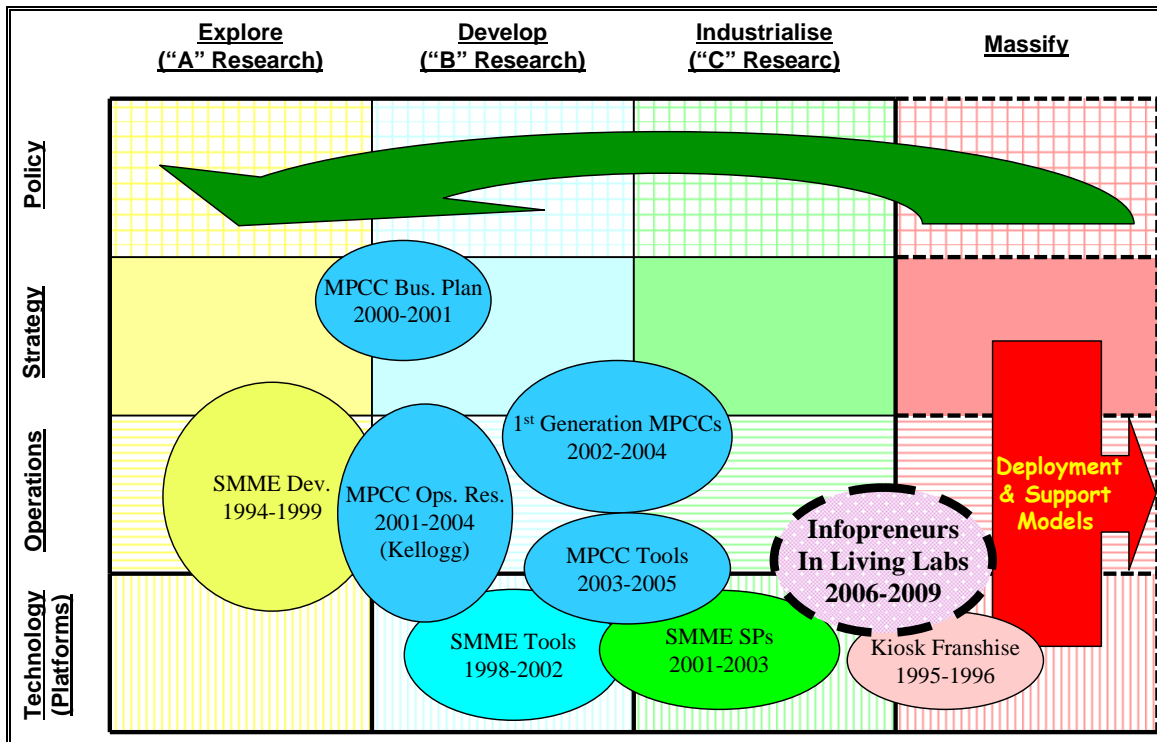 Explore
("A" Research)
Develop
("B" Research)
Industrialise
("C" Researc)
Massify
Policy
Strategy
Operations
Technology
(Platforms)
MPCC Bus. Plan
2000-2001
SMME Dev.
1994-1999
MPCC Ops. Res.
2001-2004
(Kellogg)
1st Generation MPCCs
2002-2004
MPCC Tools
2003-2005
Infopreneurs
In Living Labs
2006-2009
Deployment
& Support
Models
SMME Tools
1998-2002
SMME SPs
2001-2003
Kiosk Franshise
1995-1996